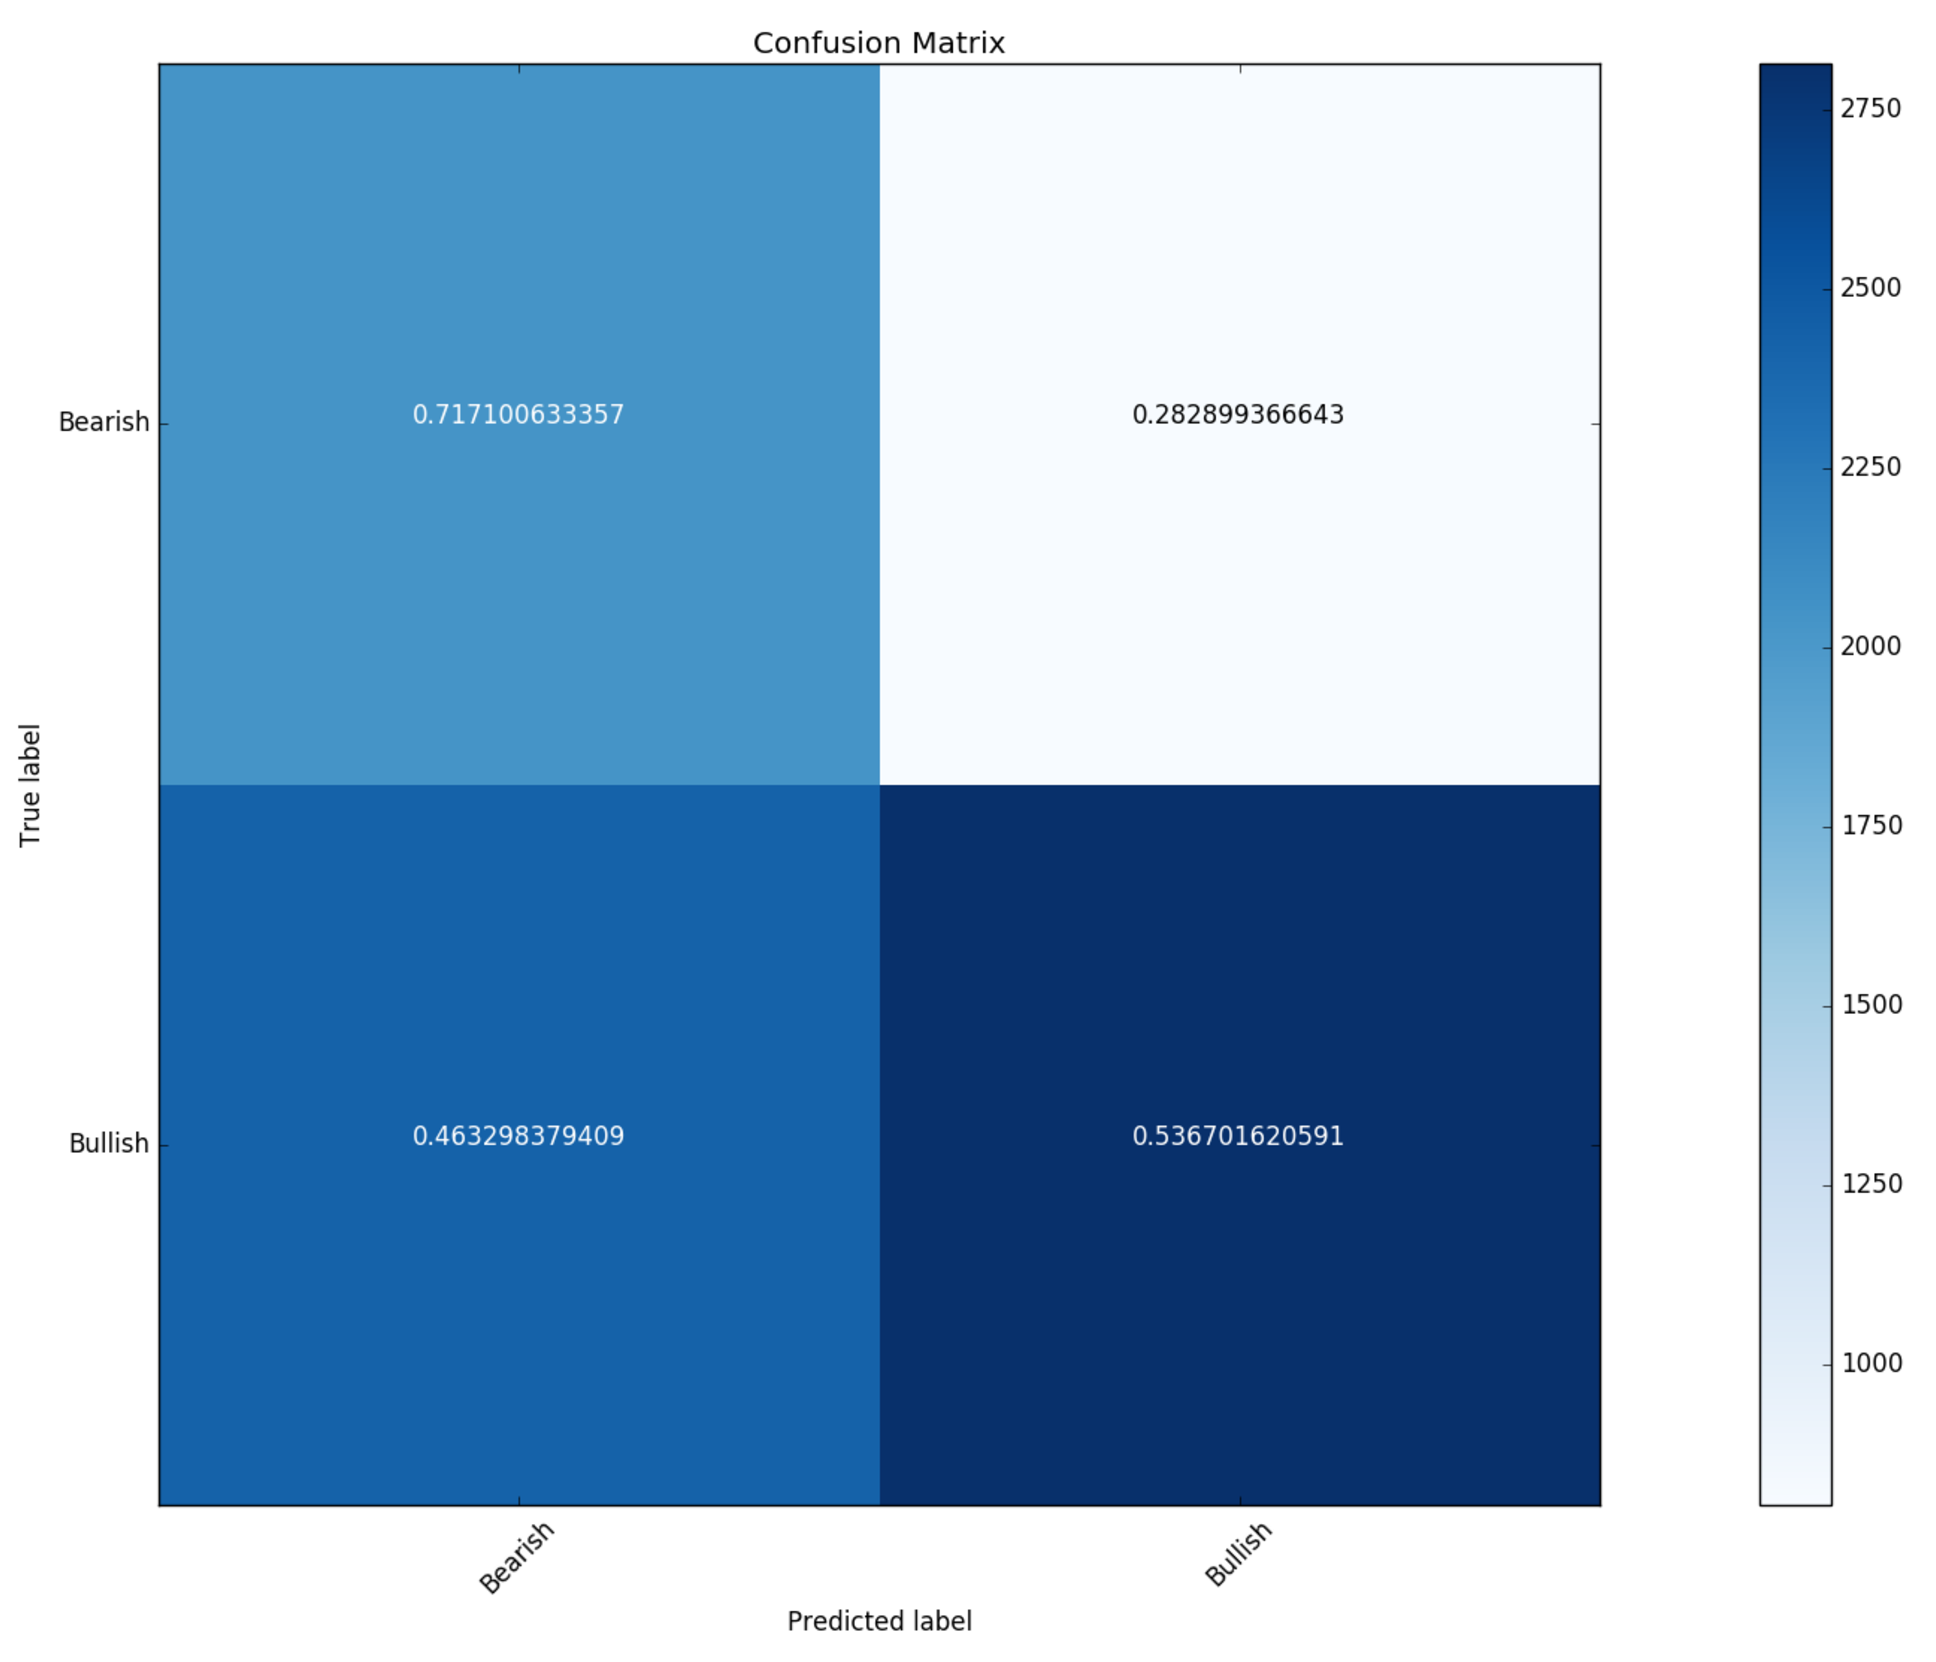 Confusion Matrix
True label
Bearish
Bullish
0.717100633357
0.282899366643
0.463298379409
0.536701620591
Bearish
Bullish
Predicted label
2750
2500
2250
2000
1750
1500
1250
1000